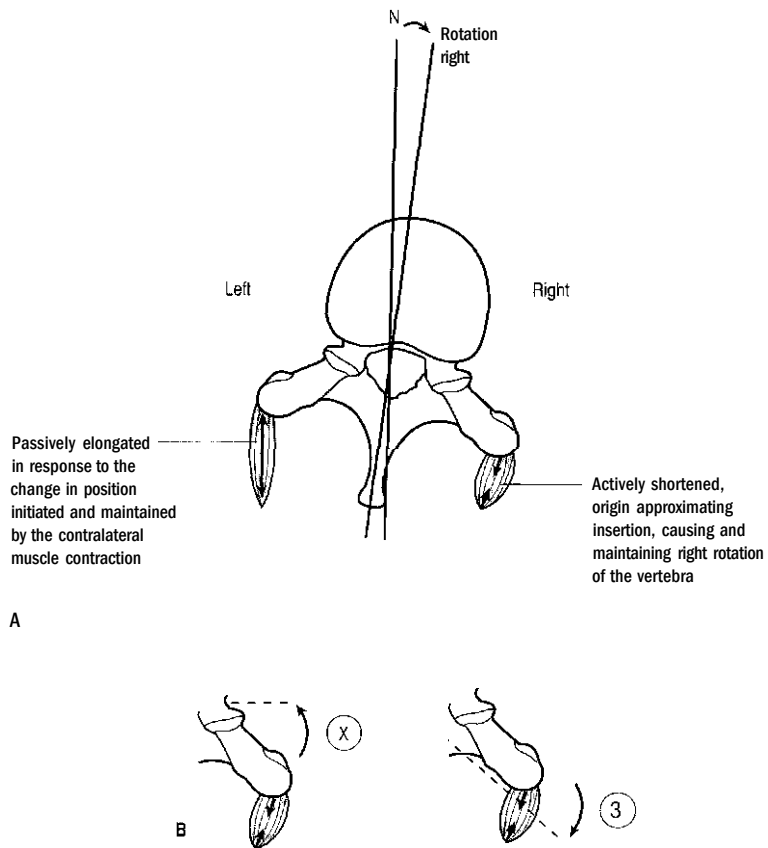 N
Rotation
right
Left
Right
Passively elongated
in response to the
change in position
initiated and maintained
by the contralateral
muscle contraction
Actively shortened,
origin approximating
insertion, causing and
maintaining right rotation
of the vertebra
A
X
3
B